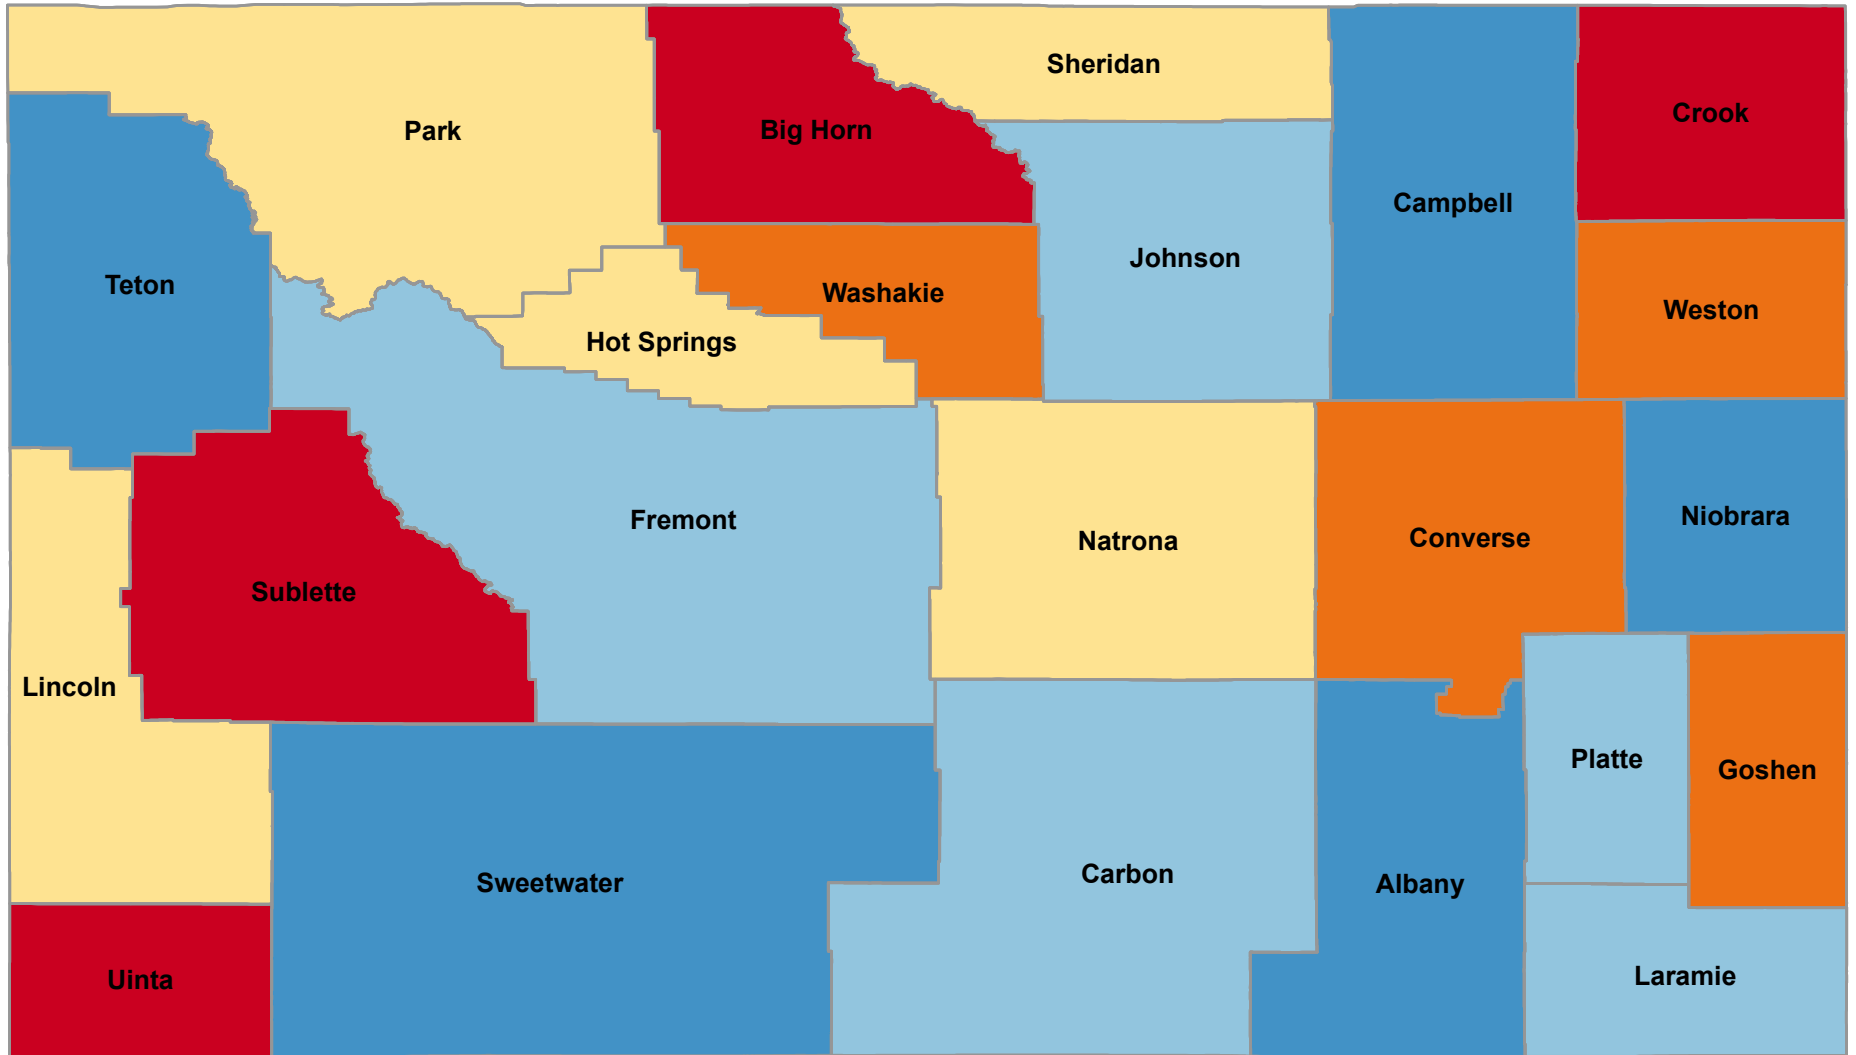 Sheridan
Crook
Park
Big Horn
Campbell
Johnson
Teton
Washakie
Weston
Hot Springs
Niobrara
Fremont
Converse
Natrona
Sublette
Lincoln
Platte
Goshen
Carbon
Sweetwater
Albany
Laramie
Uinta